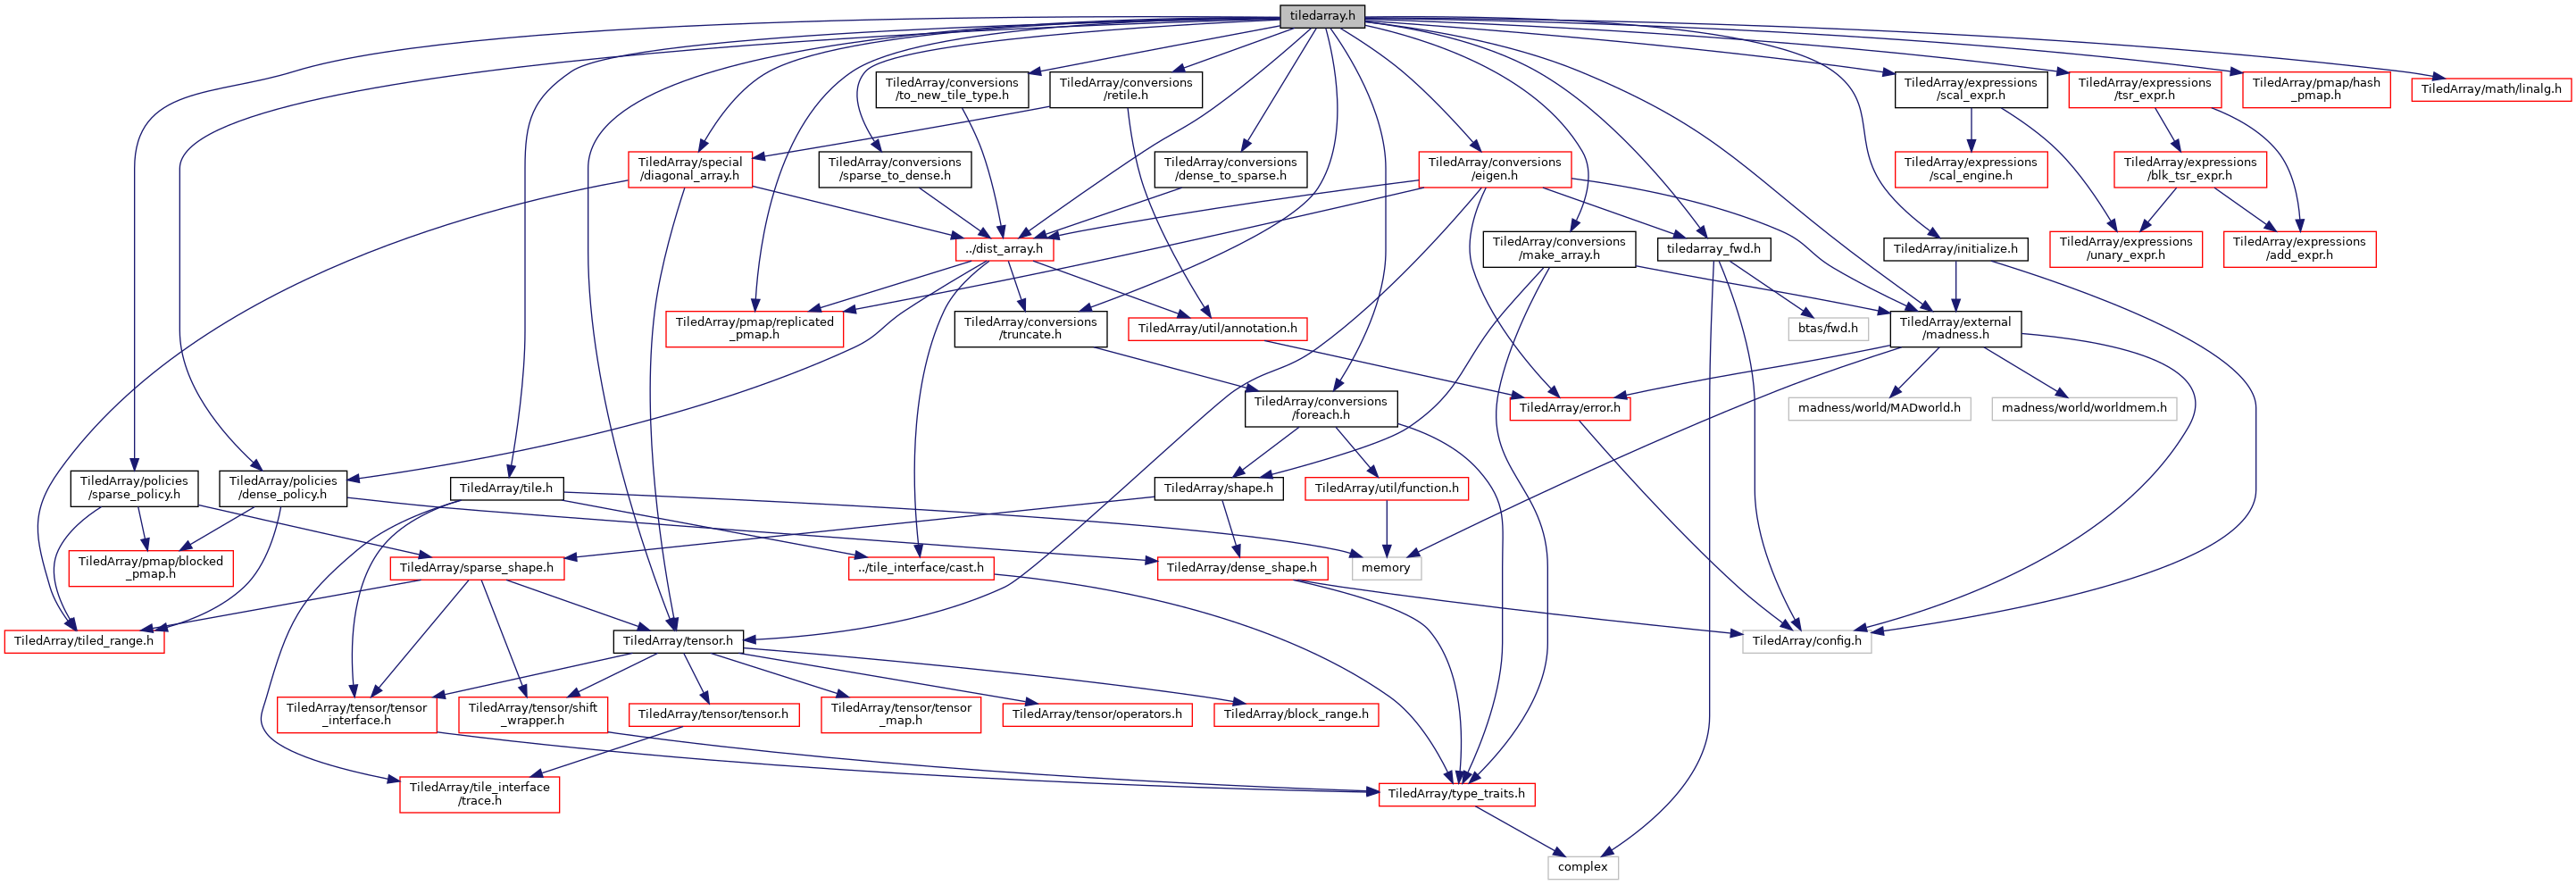 tiledarray.h
TiledArray/conversions
/to_new_tile_type.h
TiledArray/conversions
/retile.h
TiledArray/expressions
/scal_expr.h
TiledArray/expressions
/tsr_expr.h
TiledArray/pmap/hash
_pmap.h
TiledArray/math/linalg.h
TiledArray/special
/diagonal_array.h
TiledArray/conversions
/sparse_to_dense.h
TiledArray/conversions
/dense_to_sparse.h
TiledArray/conversions
/eigen.h
TiledArray/expressions
/scal_engine.h
TiledArray/expressions
/blk_tsr_expr.h
../dist_array.h
TiledArray/conversions
/make_array.h
tiledarray_fwd.h
TiledArray/initialize.h
TiledArray/expressions
/unary_expr.h
TiledArray/expressions
/add_expr.h
TiledArray/pmap/replicated
_pmap.h
TiledArray/conversions
/truncate.h
TiledArray/util/annotation.h
btas/fwd.h
TiledArray/external
/madness.h
TiledArray/conversions
/foreach.h
TiledArray/error.h
madness/world/MADworld.h
madness/world/worldmem.h
TiledArray/policies
/sparse_policy.h
TiledArray/policies
/dense_policy.h
TiledArray/tile.h
TiledArray/shape.h
TiledArray/util/function.h
TiledArray/pmap/blocked
_pmap.h
TiledArray/sparse_shape.h
../tile_interface/cast.h
TiledArray/dense_shape.h
memory
TiledArray/tiled_range.h
TiledArray/tensor.h
TiledArray/config.h
TiledArray/tensor/tensor
_interface.h
TiledArray/tensor/shift
_wrapper.h
TiledArray/tensor/tensor.h
TiledArray/tensor/tensor
_map.h
TiledArray/tensor/operators.h
TiledArray/block_range.h
TiledArray/tile_interface
/trace.h
TiledArray/type_traits.h
complex